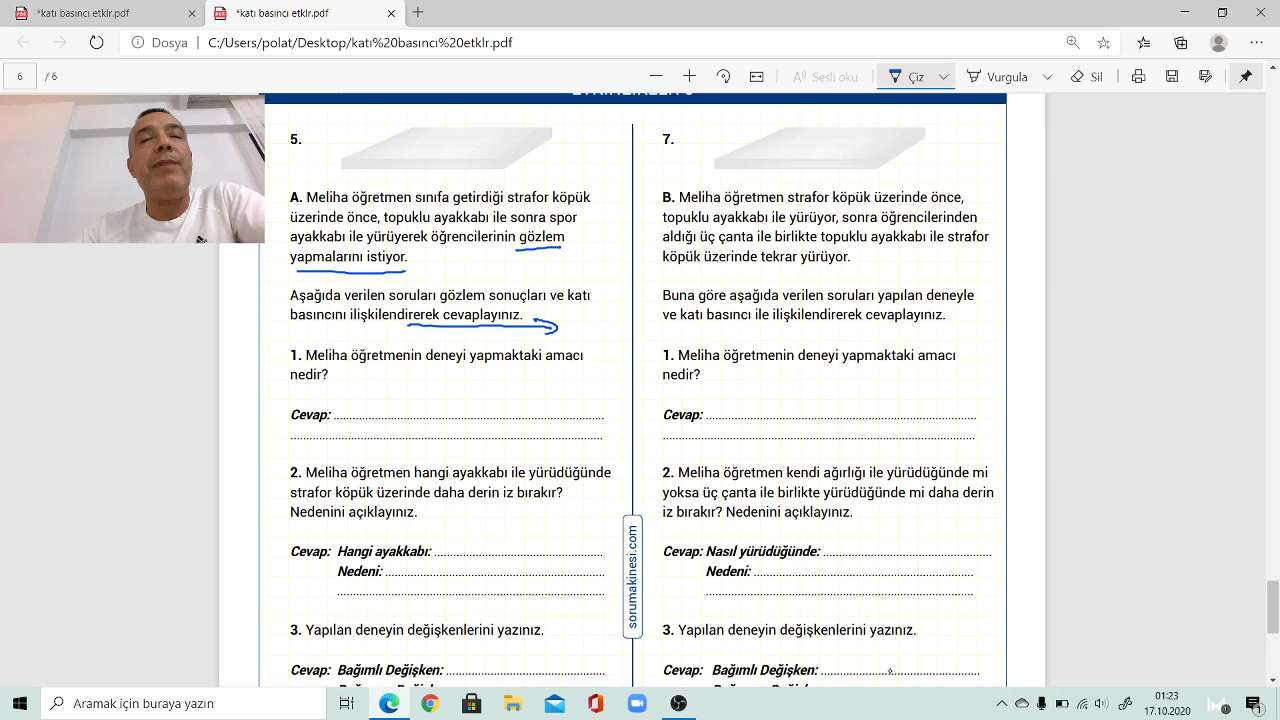 *katı basıncı etklr.pdf
*katı basıncı etklr.pdf
Dosya
C:/Users/polat/Desktop/katı%20basıncı%20etklr.pdf
6
/ 6
Sesli oku
Çiz
Vurgula
Sil
5.
A. Meliha öğretmen sınıfa getirdiği strafor köpük
üzerinde önce, topuklu ayakkabı ile sonra spor
ayakkabı ile yürüyerek öğrencilerinin gözlem
yapmalarını istiyor.
Aşağıda verilen soruları gözlem sonuçları ve katı
basıncını ilişkilendirerek cevaplayınız.
1. Meliha öğretmenin deneyi yapmaktaki amacı
nedir?
Cevap:
2. Meliha öğretmen hangi ayakkabı ile yürüdüğünde
strafor köpük üzerinde daha derin iz bırakır?
Nedenini açıklayınız.
Cevap: Hangi ayakkabı:
Nedeni:
3. Yapılan deneyin değişkenlerini yazınız.
Cevap: Bağımlı Değişken:
sorumakinesi.com
7.
B. Meliha öğretmen strafor köpük üzerinde önce,
topuklu ayakkabı ile yürüyor, sonra öğrencilerinden
aldığı üç çanta ile birlikte topuklu ayakkabı ile strafor
köpük üzerinde tekrar yürüyor.
Buna göre aşağıda verilen soruları yapılan deneyle
ve katı basıncı ile ilişkilendirerek cevaplayınız.
1. Meliha öğretmenin deneyi yapmaktaki amacı
nedir?
Cevap:
2. Meliha öğretmen kendi ağırlığı ile yürüdüğünde mi
yoksa üç çanta ile birlikte yürüdüğünde mi daha derin
iz bırakır? Nedenini açıklayınız.
Cevap: Nasıl yürüdüğünde:
Nedeni:
3. Yapılan deneyin değişkenlerini yazınız.
Cevap: Bağımlı Değişken:
Aramak için buraya yazın
01:23
17.10.2020